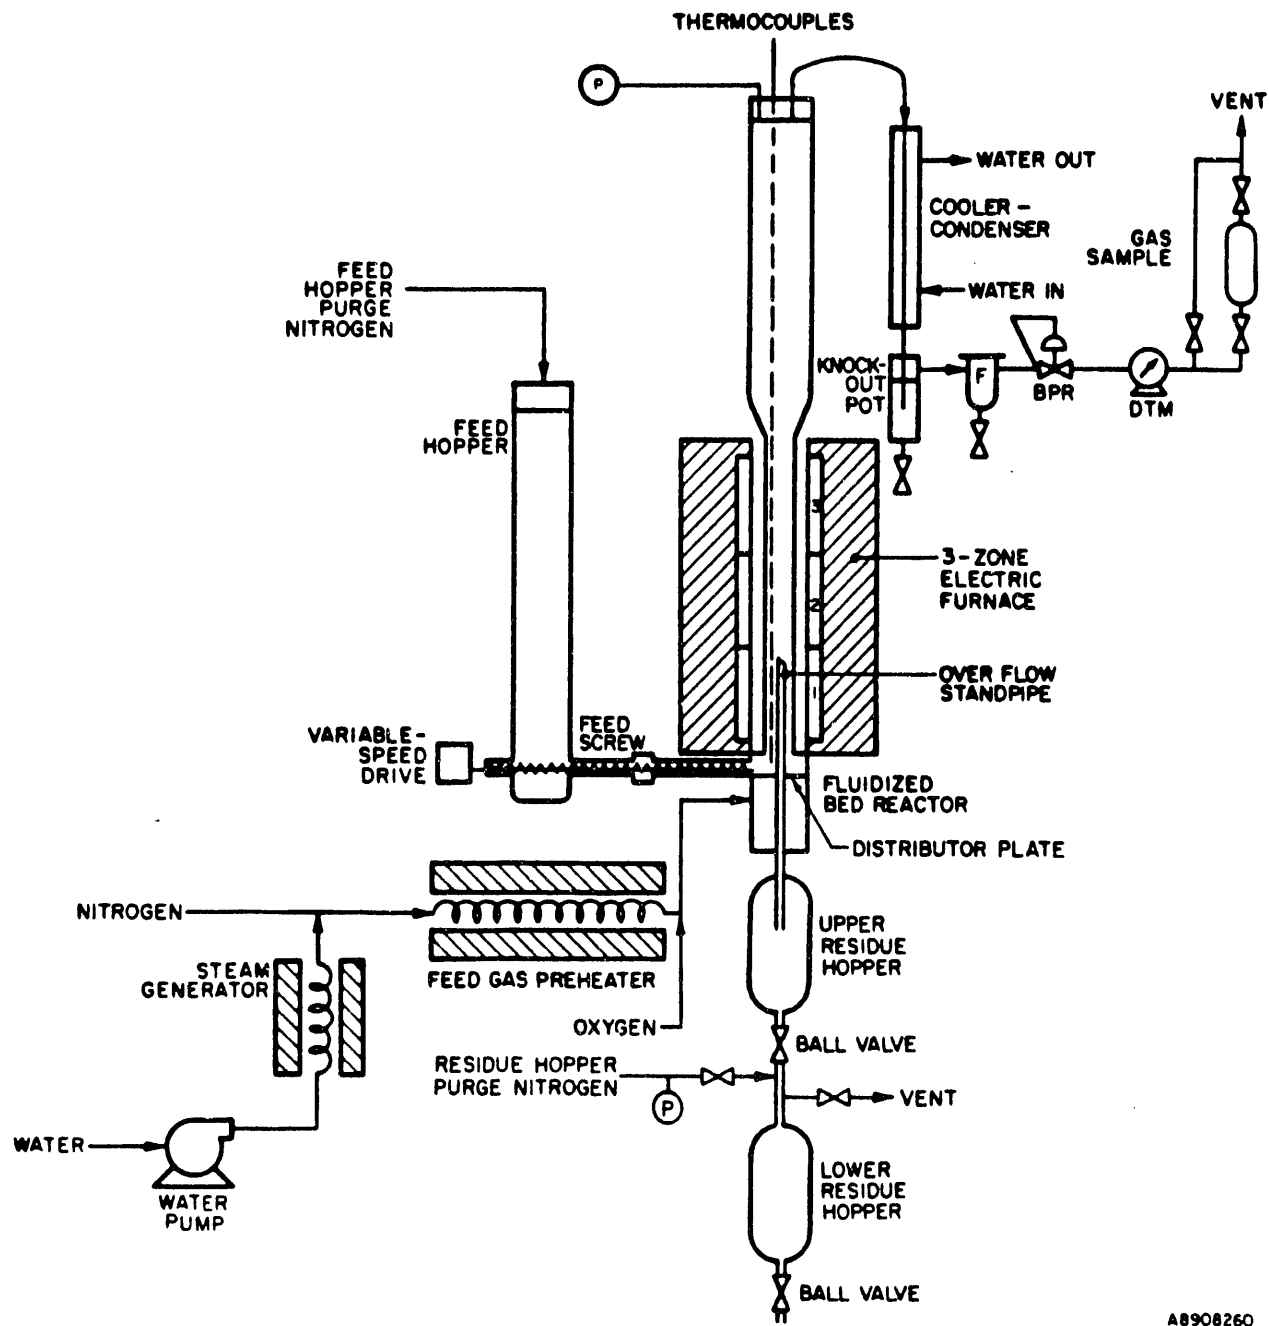 THERMOCOUPLES
P
VENT
WATER OUT
COOLER-
CONDENSER
GAS
SAMPLE
WATER IN
FEED
HOPPER
PURGE
NITROGEN
KNOCK-
OUT
POT
F
BPR
DTM
FEED
HOPPER
3
3-ZONE
ELECTRIC
FURNACE
2
OVER FLOW
STANDPIPE
1
VARIABLE-
SPEED
DRIVE
FEED
SCREW
FLUIDIZED
BED REACTOR
DISTRIBUTOR PLATE
NITROGEN
STEAM
GENERATOR
FEED GAS PREHEATER
UPPER
RESIDUE
HOPPER
OXYGEN
BALL VALVE
RESIDUE HOPPER
PURGE NITROGEN
P
VENT
WATER
WATER
PUMP
LOWER
RESIDUE
HOPPER
BALL VALVE
A8908260